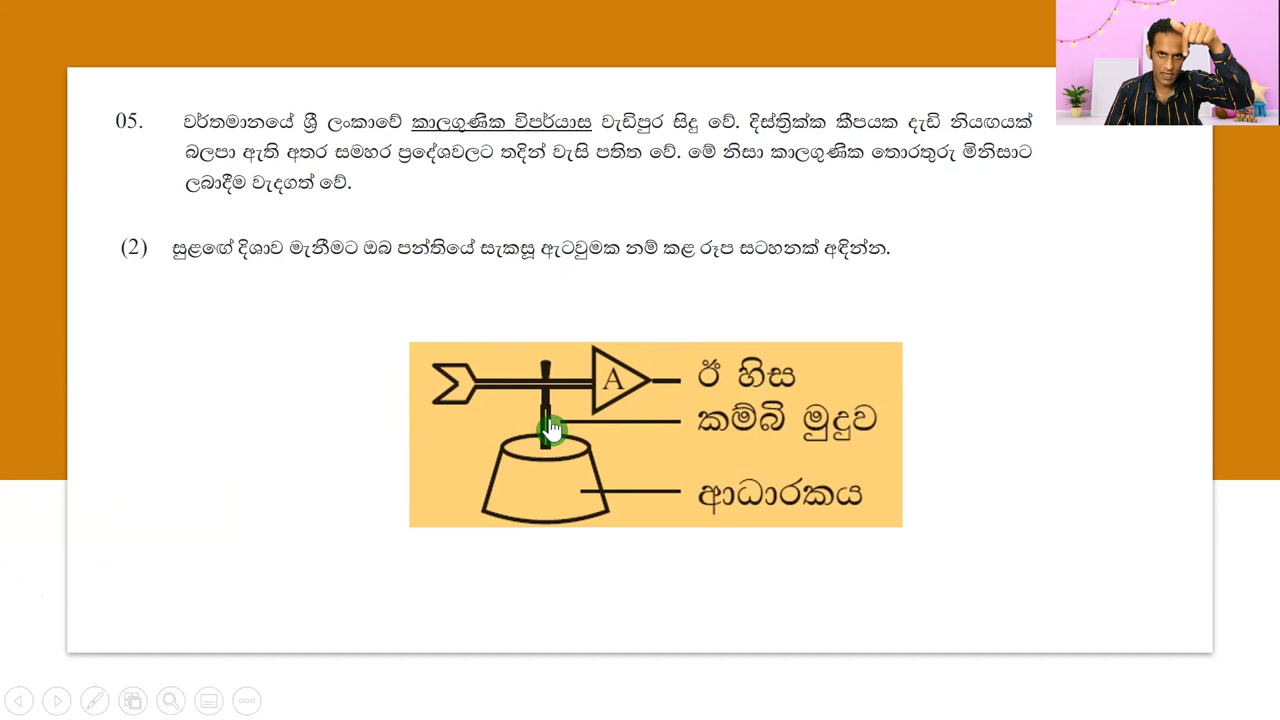 05. වර්තමානයේ ශ්‍රී ලංකාවේ කාලගුණික විපර්යාස වැඩිපුර සිදු වේ. දිස්ත්‍රික්ක කීපයක දැඩි නියඟයක්
බලපා ඇති අතර සමහර ප්‍රදේශවලට තදින් වැසි පතිත වේ. මේ නිසා කාලගුණික තොරතුරු මිනිසාට
ලබාදීම වැදගත් වේ.
(2) සුළඟේ දිශාව මැනීමට ඔබ පන්තියේ සැකසූ ඇටවුමක නම් කළ රූප සටහනක් අඳින්න.
A ඊ හිස
කම්බි මුදුව
ආධාරකය